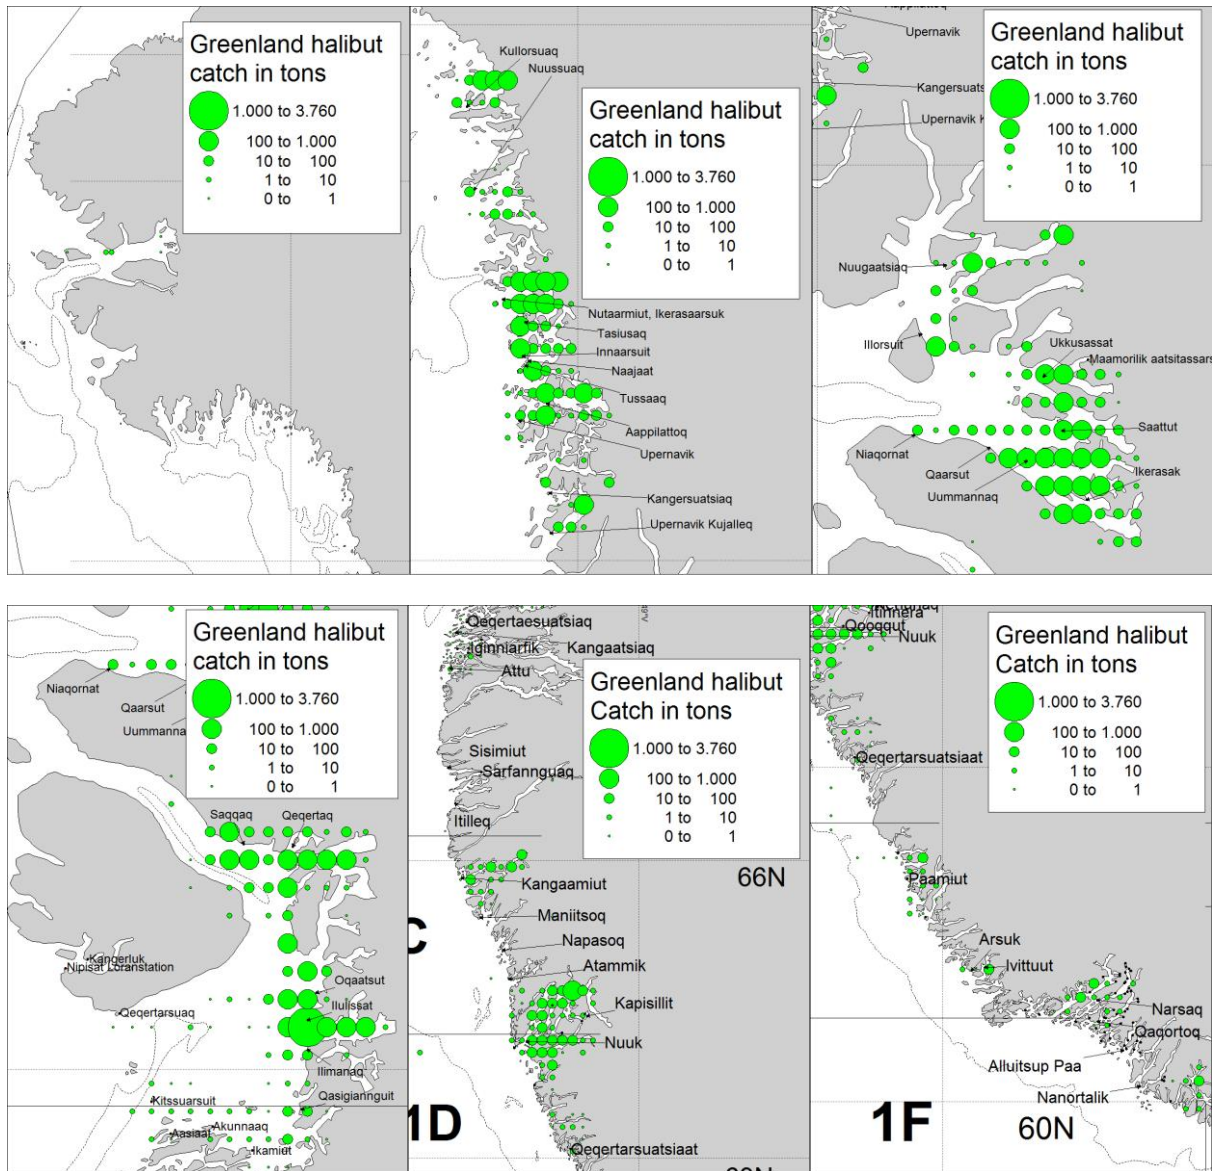 Greenland halibut
catch in tons
1.000 to 3.760
100 to 1.000
10 to 100
1 to 10
0 to 1
Kullorsuaq
Nuussuaq
Greenland halibut
catch in tons
1.000 to 3.760
100 to 1.000
10 to 100
1 to 10
0 to 1
Nutaarmiut, Ikerasaarsuk
Tasiusaq
Innaarsuit
Naajaat
Tussaaq
Aappilattoq
Upernavik
Kangersuatsiaq
Upernavik Kujalleq
Upernavik
Kangersuats
Upernavik K
Greenland halibut
catch in tons
1.000 to 3.760
100 to 1.000
10 to 100
1 to 10
0 to 1
Nuugaatsiaq
Illorsuit
Ukkusassat
Maamorilik aatsitassars
Saattut
Niaqornat
Qaarsut
Ikerasak
Uummannaq
Greenland halibut
catch in tons
1.000 to 3.760
100 to 1.000
10 to 100
1 to 10
0 to 1
Niaqornat
Qaarsut
Uummanna
Saqqaq
Qeqertaq
Kangerluk
Nipisat Loranstation
Oqaatsut
Ilulissat
Qeqertarsuaq
Ilimanaq
Kitssuarsuit
Qasigiannguit
Akunnaaq
Aasiaat
Ikamiut
Qeqertaesuatsiaq
Iginniarfik
Kangaatsiaq
Attu
Greenland halibut
Catch in tons
1.000 to 3.760
100 to 1.000
10 to 100
1 to 10
0 to 1
Sisimiut
Sarfannguaq
Itilleq
66N
Kangaamiut
Maniitsoq
C
Napasoq
Atammik
Kapisillit
Nuuk
1D
Qeqertarsuatsiaat
Itinnera
Qooqqut
Nuuk
Greenland halibut
Catch in tons
1.000 to 3.760
100 to 1.000
10 to 100
1 to 10
0 to 1
Qeqertarsuatsiaat
Paamiut
Arsuk
Ivittuut
Narsaq
Qaqortoq
Alluitsup Paa
Nanortalik
1F
60N